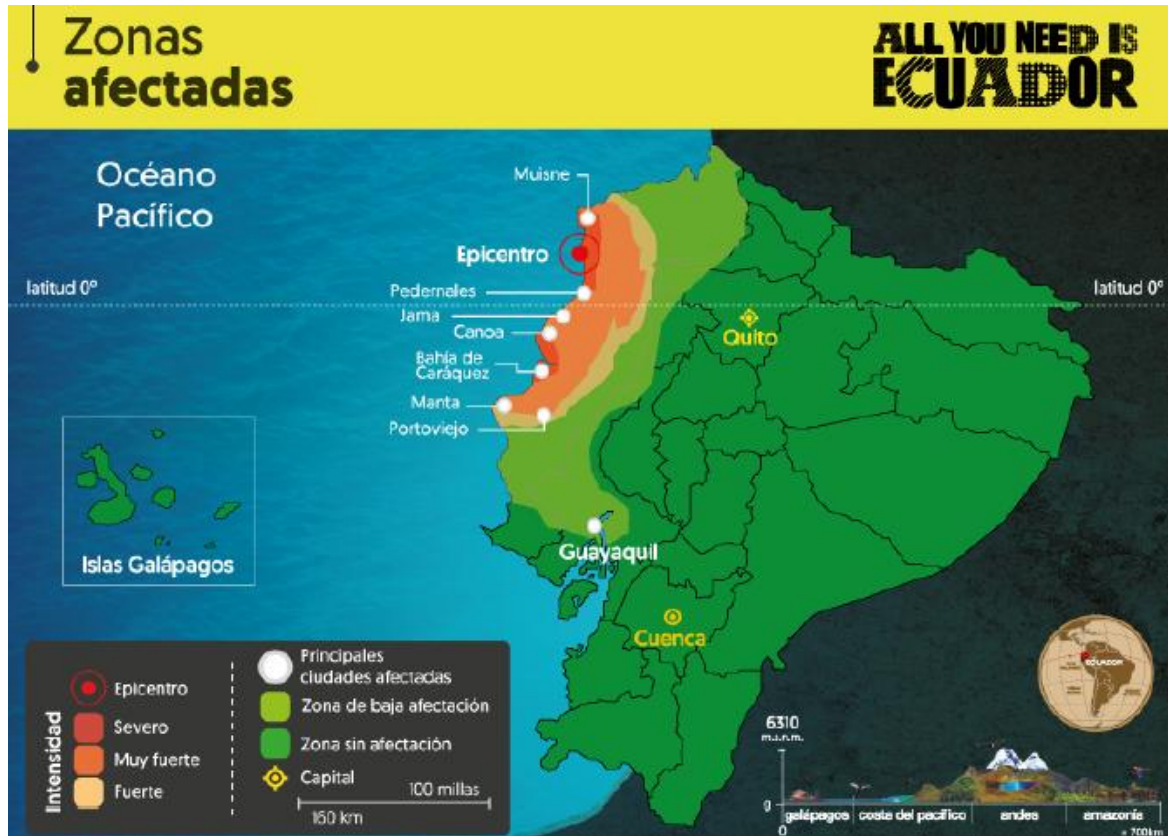 Zonas
afectadas
ALL YOU NEED IS
ECUADOR
Océano
Pacífico
Muisne
Epicentro
latitud 0°
latitud 0°
Pedernales
Jama
Canoa
Quito
Bahía de
Caráquez
Manta
Portoviejo
Islas Galápagos
Guayaquil
Cuenca
Intensidad
Epicentro
Severo
Muy fuerte
Fuerte
Principales
ciudades afectadas
Zona de baja afectación
Zona sin afectación
Capital
100 millas
160 km
ECUADOR
6310
m.s.n.m.
0
galápagos
costa del pacífico
andes
amazonía
0